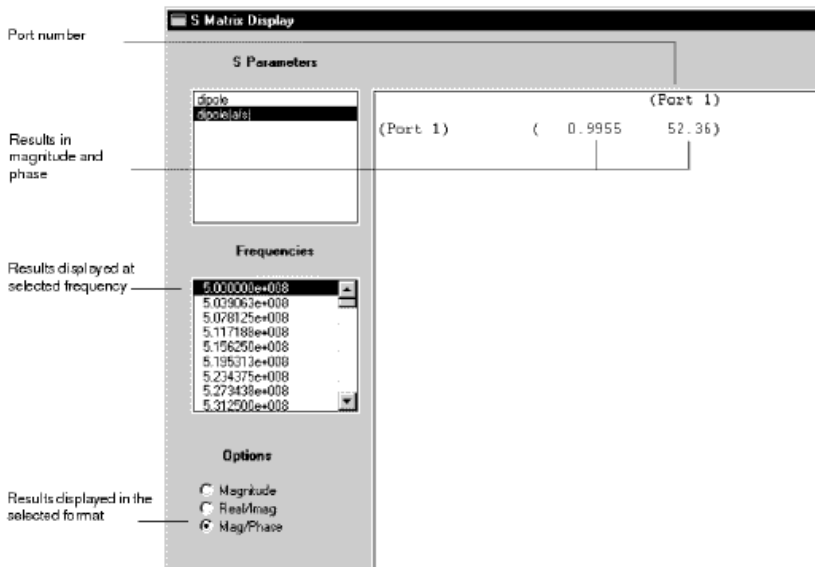 S Matrix Display
Port number
S Parameters
dipole
dipole(a/s)
(Port 1)
(Port 1) ( 0.9955 52.36)
Results in
magnitude and
phase
Frequencies
Results displayed at
selected frequency
5.000000e+008
5.039063e+008
5.078125e+008
5.117188e+008
5.156250e+008
5.195313e+008
5.234375e+008
5.273438e+008
5.312500e+008
Options
Magnitude
Real/Imag
Mag/Phase
Results displayed in the
selected format